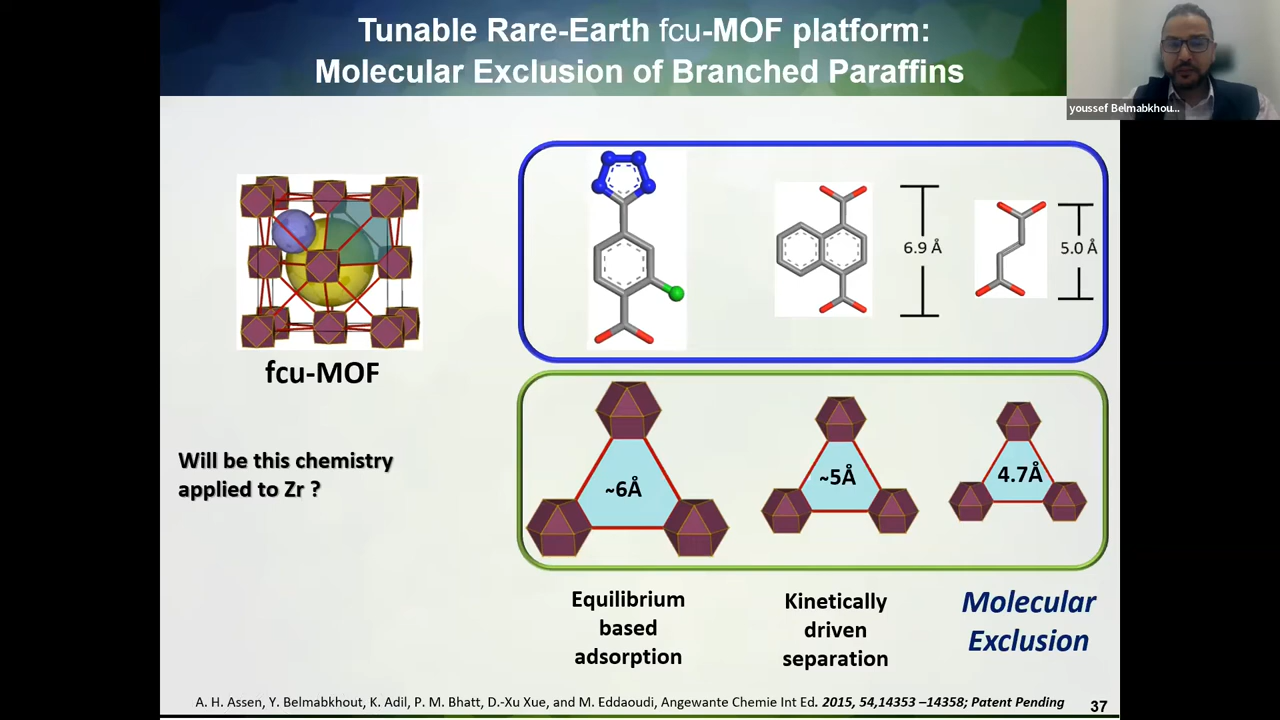 Tunable Rare-Earth fcu-MOF platform:
Molecular Exclusion of Branched Paraffins
youssef Belmabkhou...
6.9 Å
5.0 Å
fcu-MOF
Will be this chemistry
applied to Zr ?
~6Å
~5Å
4.7Å
Equilibrium
based
adsorption
Kinetically
driven
separation
Molecular
Exclusion
A. H. Assen, Y. Belmabkhout, K. Adil, P. M. Bhatt, D.-Xu Xue, and M. Eddaoudi, Angewante Chemie Int Ed. 2015, 54,14353 –14358; Patent Pending
37